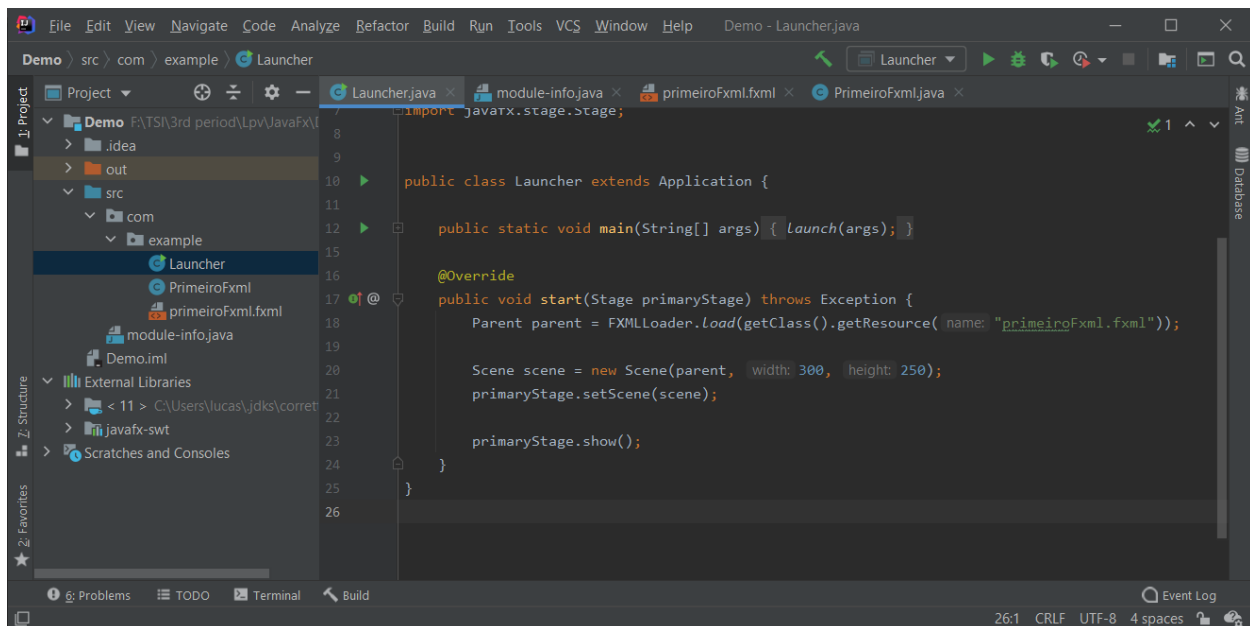 File Edit View Navigate Code Analyze Refactor Build Run Tools VCS Window Help Demo - Launcher.java
Demo src com example Launcher
Launcher
1: Project
Z: Structure
2: Favorites
Project
Demo F:\TSI\3rd period\Lpv\JavaFx\
.idea
out
src
com
example
Launcher
PrimeiroFxml
primeiroFxml.fxml
module-info.java
Demo.iml
External Libraries
< 11 > C:\Users\lucas\.jdks\corret
javafx-swt
Scratches and Consoles
Launcher.java module-info.java primeiroFxml.fxml PrimeiroFxml.java
1
7 import javafx.stage.Stage;
8
9
10 public class Launcher extends Application {
11
12 public static void main(String[] args) { launch(args); }
15
16 @Override
17 @ public void start(Stage primaryStage) throws Exception {
18 Parent parent = FXMLLoader.load(getClass().getResource( name: "primeiroFxml.fxml"));
19
20 Scene scene = new Scene(parent, width: 300, height: 250);
21 primaryStage.setScene(scene);
22
23 primaryStage.show();
24 }
25 }
26
Ant
Database
6: Problems TODO Terminal Build Event Log
26:1 CRLF UTF-8 4 spaces